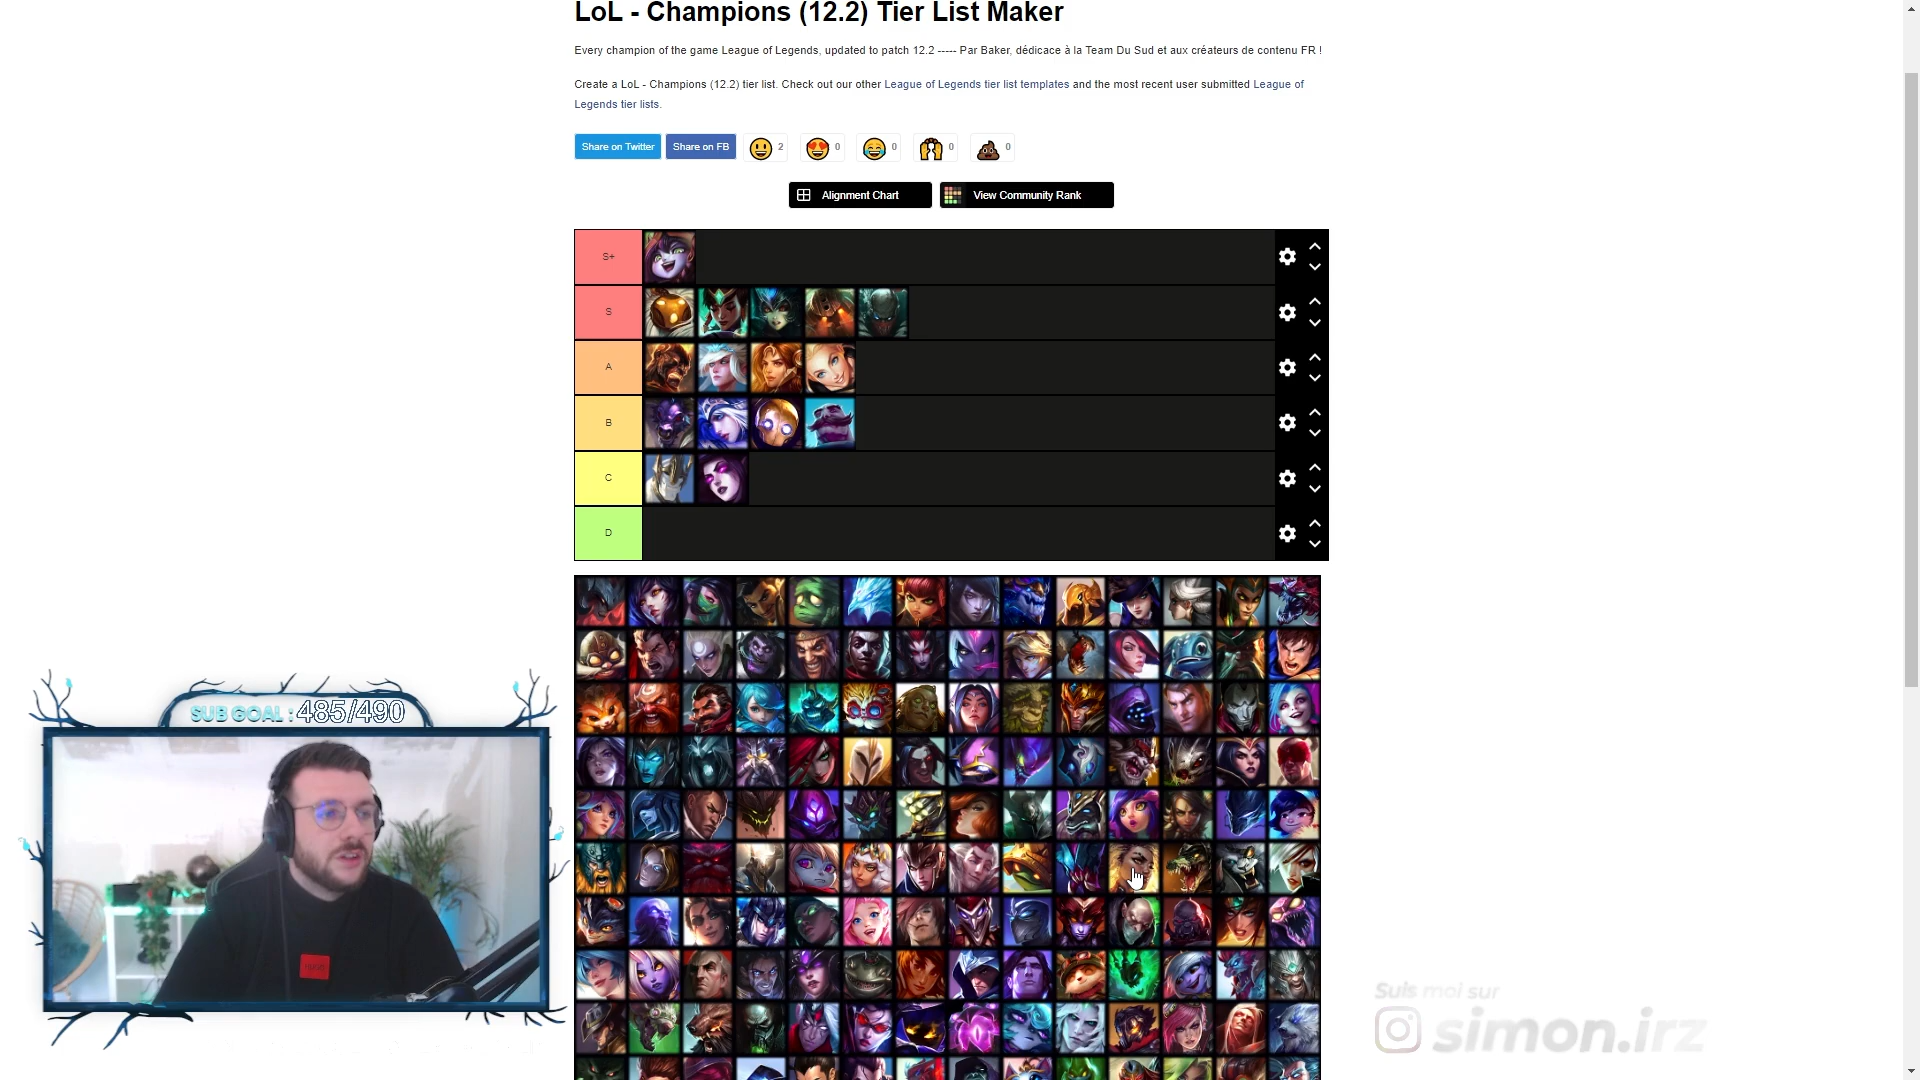 LoL - Champions (12.2) Tier List Maker
Every champion of the game League of Legends, updated to patch 12.2 ----- Par Baker, dédicace à la Team Du Sud et aux créateurs de contenu FR !
Create a LoL - Champions (12.2) tier list. Check out our other League of Legends tier list templates and the most recent user submitted League of
Legends tier lists.
Share on Twitter
Share on FB
2
0
0
0
0
Alignment Chart
View Community Rank
S+
S
A
B
C
D
SUB GOAL : 485/490
Suis moi sur
simon.irz